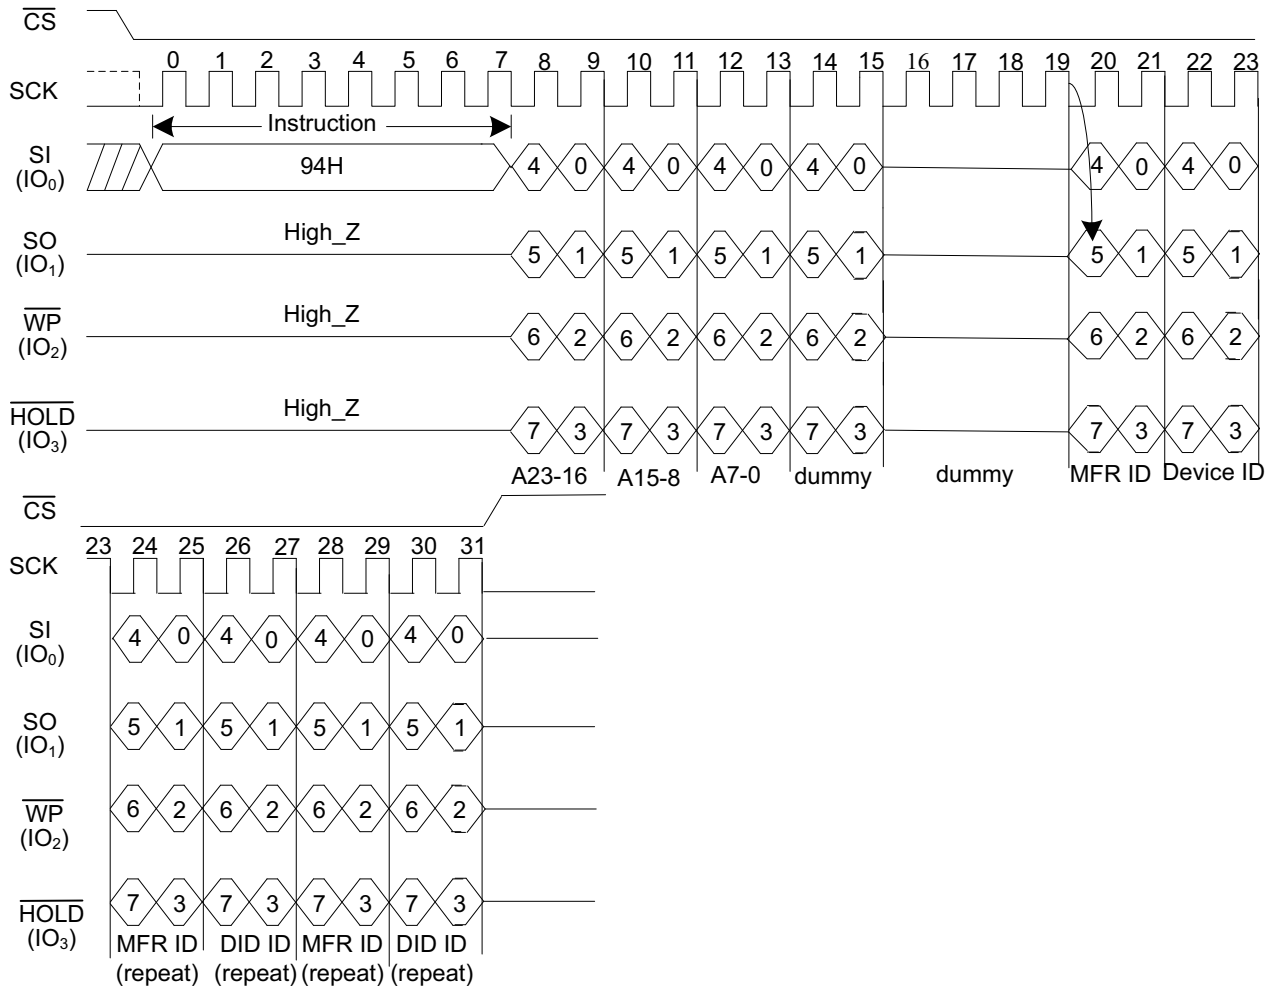 CS
0 1 2 3 4 5 6 7 8 9 10 11 12 13 14 15 16 17 18 19 20 21 22 23
SCK
Instruction
SI
(IO0)
94H
4 0 4 0 4 0 4 0 4 0 4 0
SO
(IO1)
High_Z
5 1 5 1 5 1 5 1 5 1 5 1
WP
(IO2)
High_Z
6 2 6 2 6 2 6 2 6 2 6 2
HOLD
(IO3)
High_Z
7 3 7 3 7 3 7 3 7 3 7 3
A23-16 A15-8 A7-0 dummy dummy MFR ID Device ID
CS
23 24 25 26 27 28 29 30 31
SCK
SI
(IO0)
4 0 4 0 4 0 4 0
SO
(IO1)
5 1 5 1 5 1 5 1
WP
(IO2)
6 2 6 2 6 2 6 2
HOLD
(IO3)
7 3 7 3 7 3 7 3
MFR ID DID ID MFR ID DID ID
(repeat) (repeat) (repeat) (repeat)